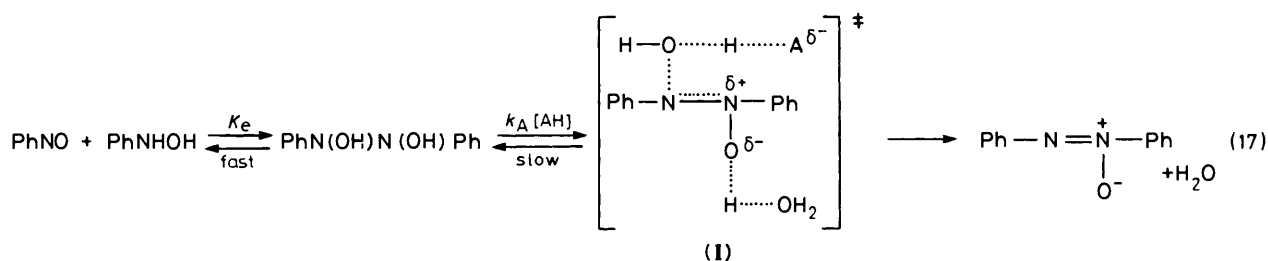 ‡
H—O H A δ−
Ph—N N δ+ —Ph
O δ−
H OH₂
PhNO + PhNHOH Kₑ fast PhN(OH)N(OH)Ph k_A[AH] slow Ph—N=N⁺—Ph (17)
O⁻ +H₂O
(I)